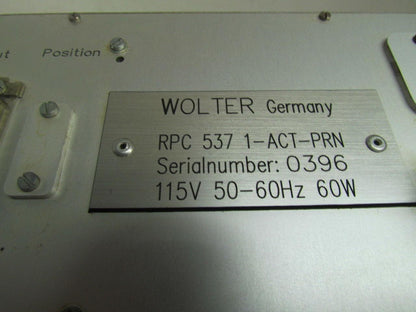 Position
WOLTER Germany
RPC 537 1-ACT-PRN
Serialnumber: 0396
115V 50-60Hz 60W